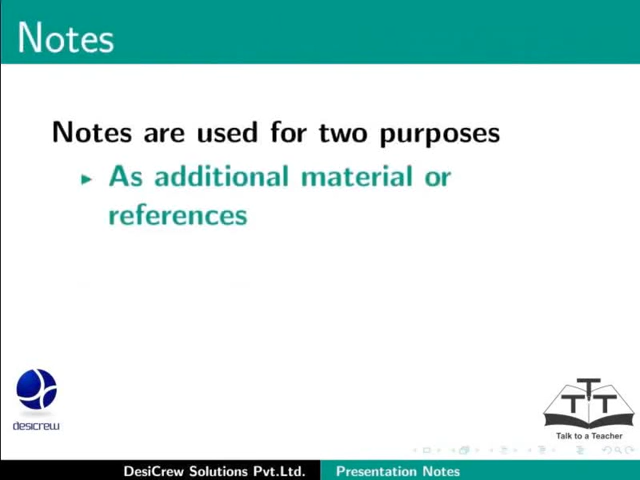 Notes
Notes are used for two purposes
As additional material or
references
desicrew
TTT
Talk to a Teacher
DesiCrew Solutions Pvt.Ltd. Presentation Notes